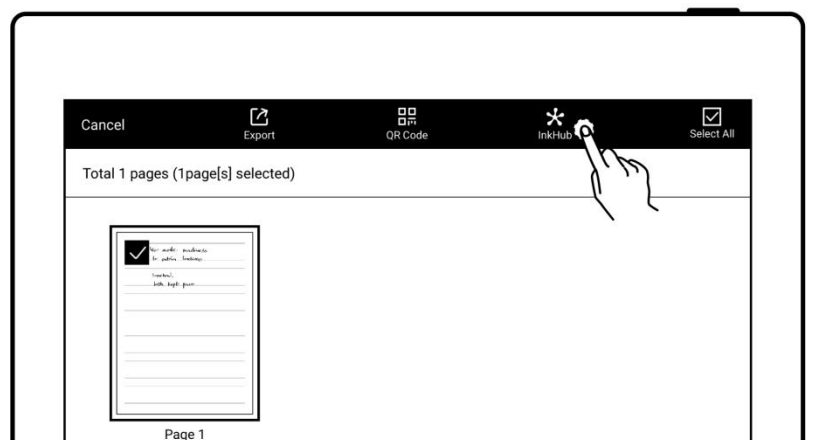 Cancel
Export
QR Code
InkHub
Select All
Total 1 pages (1page[s] selected)
Page 1